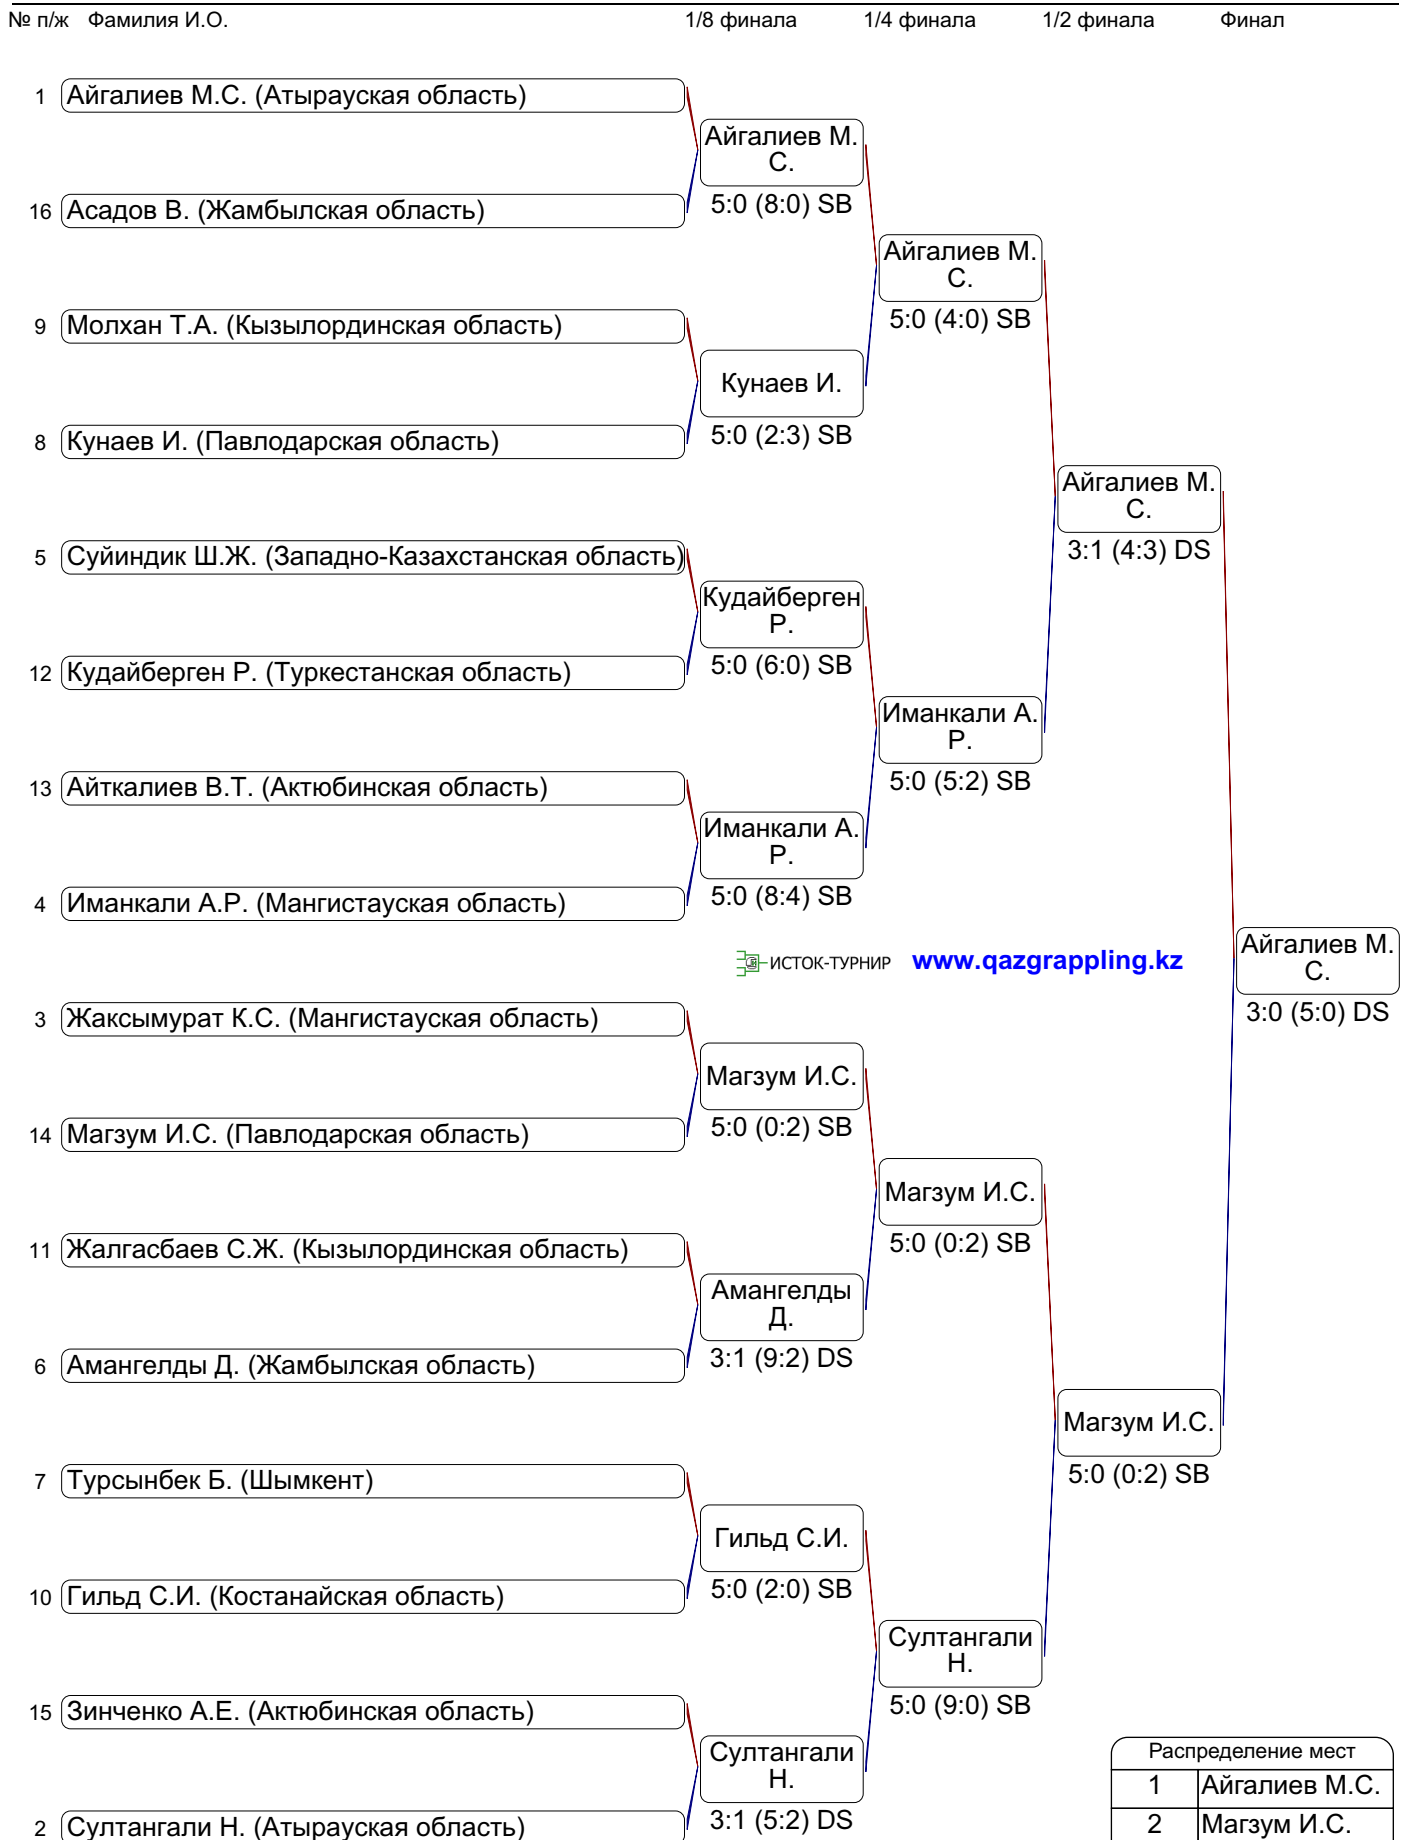 № п/ж Фамилия И.О. 1/8 финала 1/4 финала 1/2 финала Финал
1 Айгалиев М.С. (Атырауская область)
Айгалиев М.
С.
5:0 (8:0) SB
16 Асадов В. (Жамбылская область)
Айгалиев М.
С.
5:0 (4:0) SB
9 Молхан Т.А. (Кызылординская область)
Кунаев И.
5:0 (2:3) SB
8 Кунаев И. (Павлодарская область)
Айгалиев М.
С.
3:1 (4:3) DS
5 Суйиндик Ш.Ж. (Западно-Казахстанская область)
Кудайберген
Р.
5:0 (6:0) SB
12 Кудайберген Р. (Туркестанская область)
Иманкали А.
Р.
5:0 (5:2) SB
13 Айткалиев В.Т. (Актюбинская область)
Иманкали А.
Р.
5:0 (8:4) SB
4 Иманкали А.Р. (Мангистауская область)
ИСТОК-ТУРНИР www.qazgrappling.kz
Айгалиев М.
С.
3:0 (5:0) DS
3 Жаксымурат К.С. (Мангистауская область)
Магзум И.С.
5:0 (0:2) SB
14 Магзум И.С. (Павлодарская область)
Магзум И.С.
5:0 (0:2) SB
11 Жалгасбаев С.Ж. (Кызылординская область)
Амангелды
Д.
3:1 (9:2) DS
6 Амангелды Д. (Жамбылская область)
Магзум И.С.
5:0 (0:2) SB
7 Турсынбек Б. (Шымкент)
Гильд С.И.
5:0 (2:0) SB
10 Гильд С.И. (Костанайская область)
Султангали
Н.
5:0 (9:0) SB
15 Зинченко А.Е. (Актюбинская область)
Султангали
Н.
3:1 (5:2) DS
2 Султангали Н. (Атырауская область)
Распределение мест
1 Айгалиев М.С.
2 Магзум И.С.